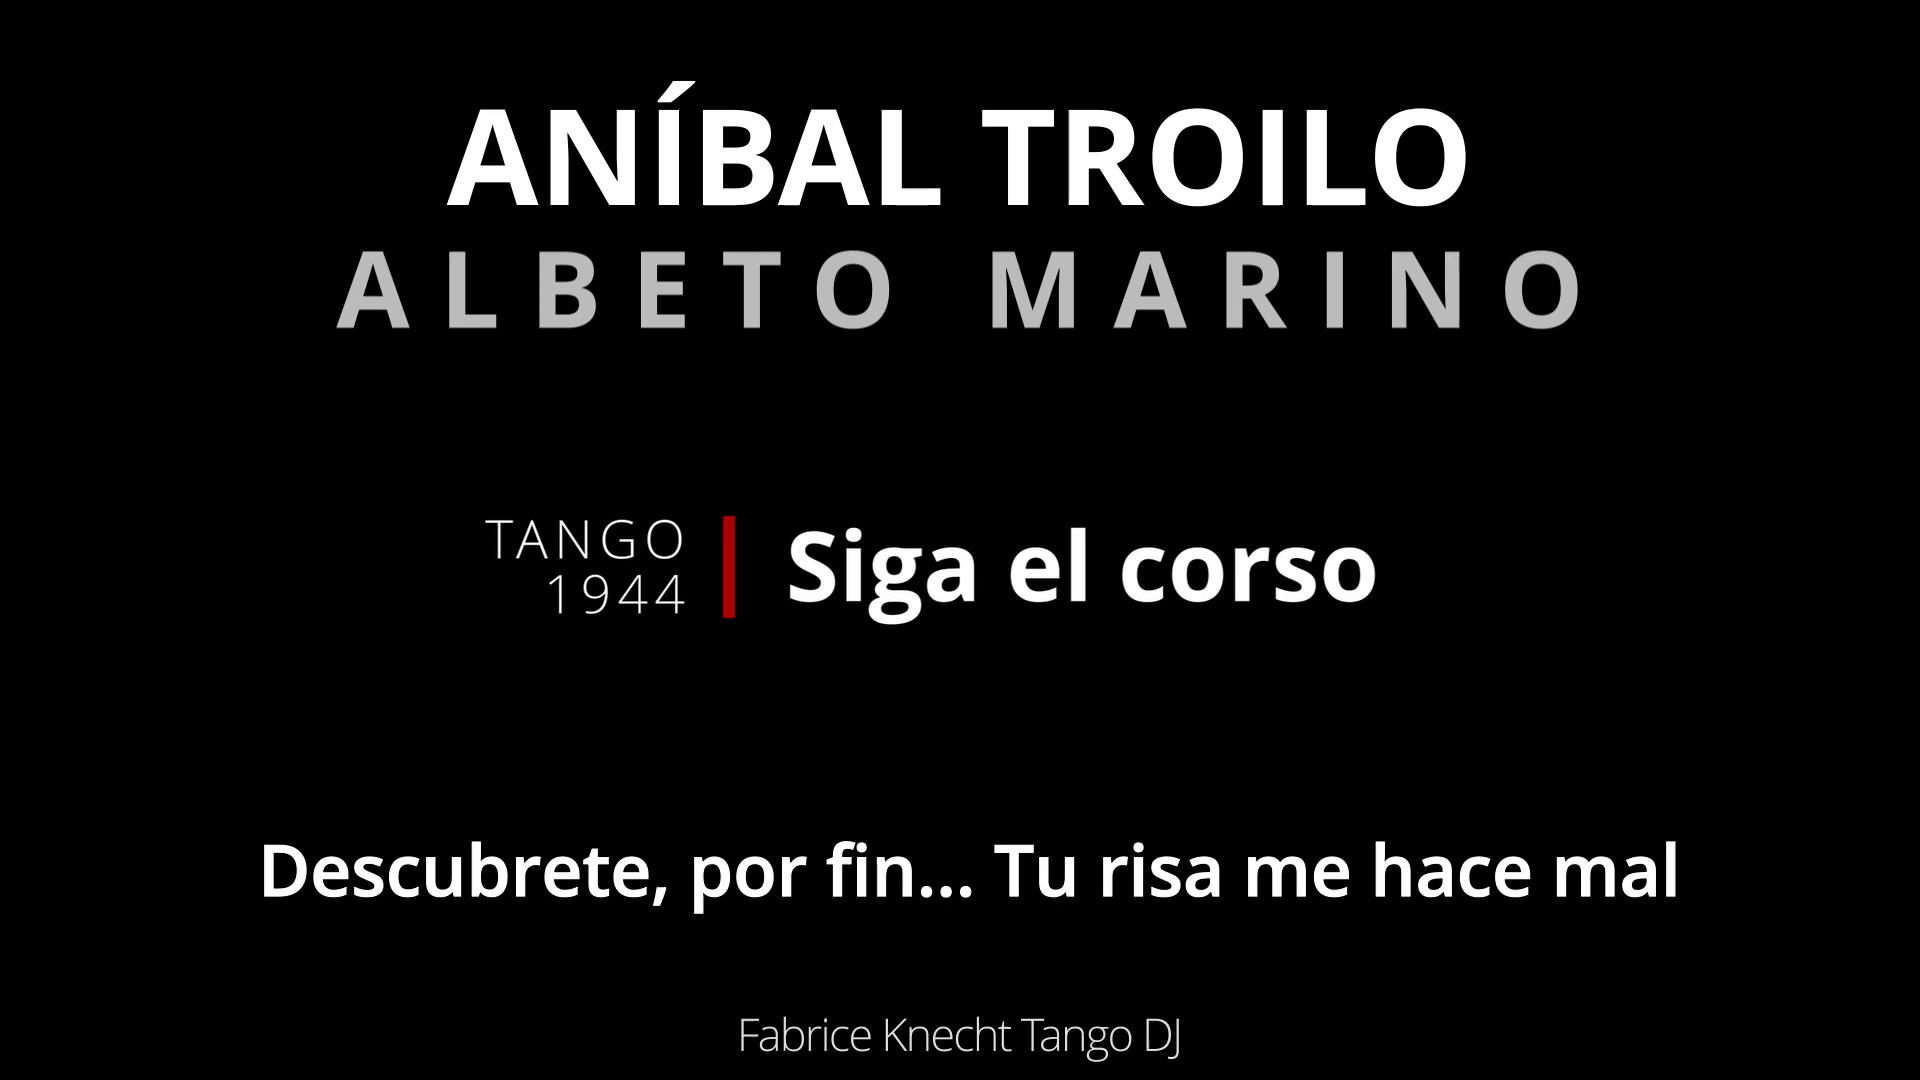 ANÍBAL TROILO
ALBETO MARINO
TANGO
1944
Siga el corso
Descubrete, por fin... Tu risa me hace mal
Fabrice Knecht Tango DJ